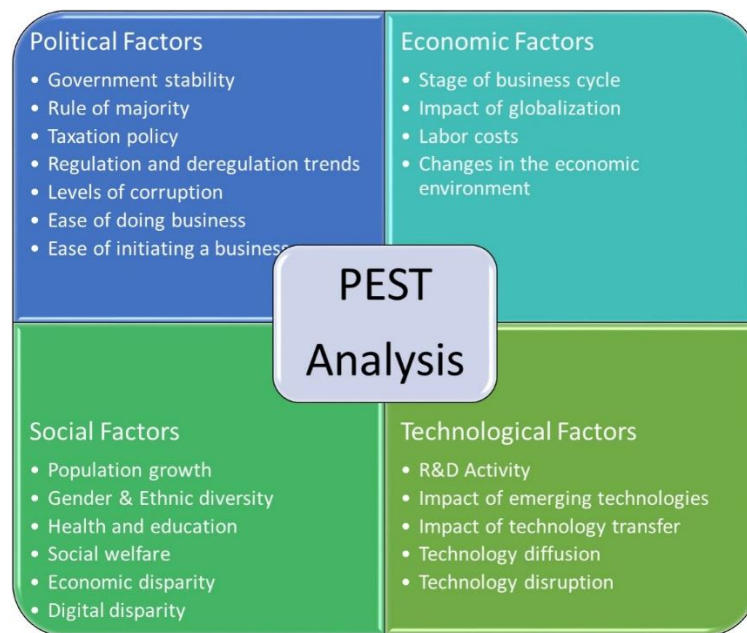 Political Factors
• Government stability
• Rule of majority
• Taxation policy
• Regulation and deregulation trends
• Levels of corruption
• Ease of doing business
• Ease of initiating a business
Economic Factors
• Stage of business cycle
• Impact of globalization
• Labor costs
• Changes in the economic
environment
PEST
Analysis
Social Factors
• Population growth
• Gender & Ethnic diversity
• Health and education
• Social welfare
• Economic disparity
• Digital disparity
Technological Factors
• R&D Activity
• Impact of emerging technologies
• Impact of technology transfer
• Technology diffusion
• Technology disruption